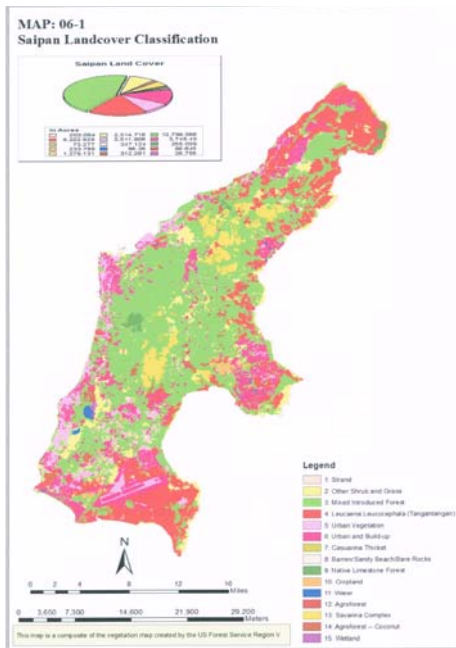 MAP: 06-1
Saipan Landcover Classification
Saipan Land Cover
In Acres
Legend
1 Strand
2 Other Shrub and Grass
3 Mixed Introduced Forest
4 Leucaena Leucocephala (Tangantangan)
5 Urban Vegetation
6 Urban and Build-up
7 Casuarina Thicket
8 Barren/Sandy Beach/Bare Rocks
9 Native Limestone Forest
10 Cropland
11 Water
12 Agroforest
13 Savanna Complex
14 Agroforest -- Coconut
15 Wetland
N
0 2 4 8 12 16
Miles
0 3,650 7,300 14,600 21,900 29,200
Meters
This map is a composite of the vegetation map created by the US Forest Service Region V